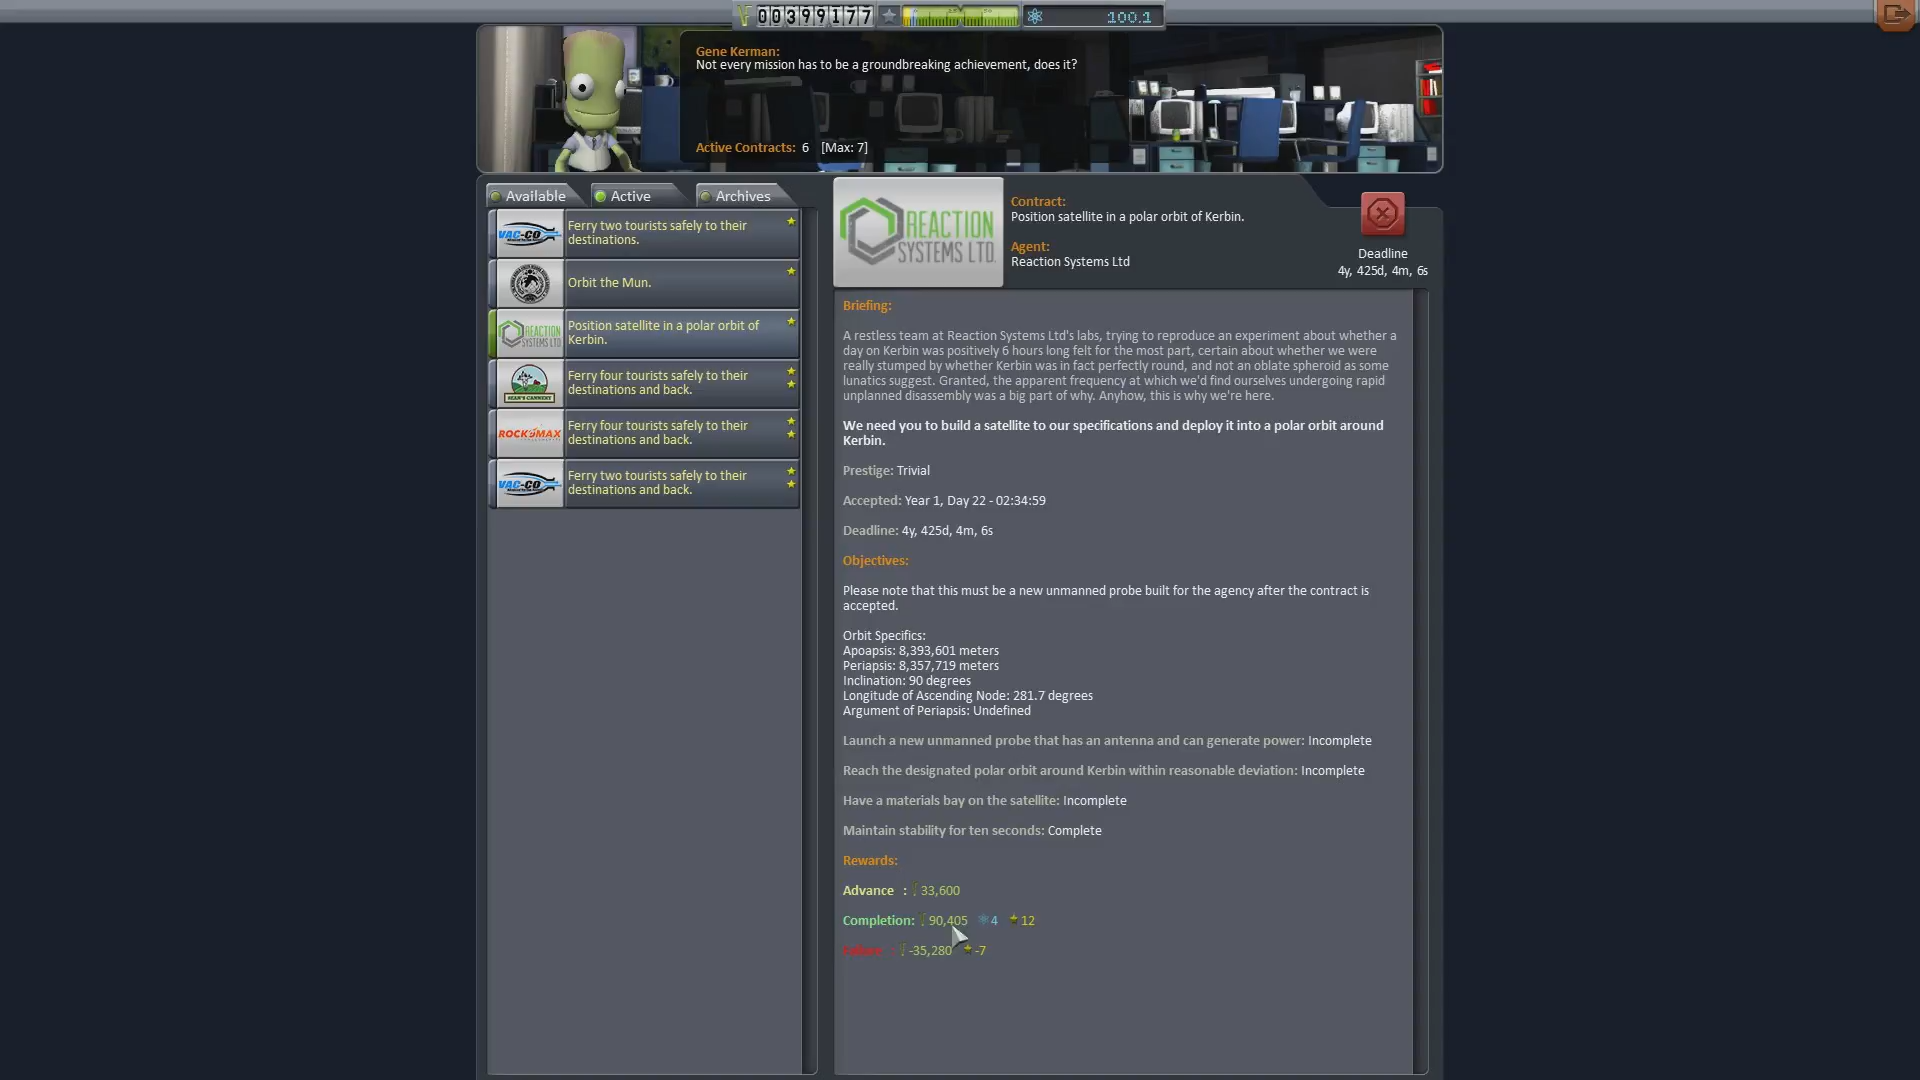 00399177
100.1
Gene Kerman:
Not every mission has to be a groundbreaking achievement, does it?
Active Contracts: 6 [Max: 7]
Available
Active
Archives
VAC-CO
Ferry two tourists safely to their
destinations.
Orbit the Mun.
REACTION
SYSTEMS LTD
Position satellite in a polar orbit of
Kerbin.
SEAN'S CANNERY
Ferry four tourists safely to their
destinations and back.
ROCKOMAX
Ferry four tourists safely to their
destinations and back.
VAC-CO
Ferry two tourists safely to their
destinations and back.
REACTION
SYSTEMS LTD.
Contract:
Position satellite in a polar orbit of Kerbin.
Agent:
Reaction Systems Ltd
Deadline
4y, 425d, 4m, 6s
Briefing:
A restless team at Reaction Systems Ltd's labs, trying to reproduce an experiment about whether a
day on Kerbin was positively 6 hours long felt for the most part, certain about whether we were
really stumped by whether Kerbin was in fact perfectly round, and not an oblate spheroid as some
lunatics suggest. Granted, the apparent frequency at which we'd find ourselves undergoing rapid
unplanned disassembly was a big part of why. Anyhow, this is why we're here.
We need you to build a satellite to our specifications and deploy it into a polar orbit around
Kerbin.
Prestige: Trivial
Accepted: Year 1, Day 22 - 02:34:59
Deadline: 4y, 425d, 4m, 6s
Objectives:
Please note that this must be a new unmanned probe built for the agency after the contract is
accepted.
Orbit Specifics:
Apoapsis: 8,393,601 meters
Periapsis: 8,357,719 meters
Inclination: 90 degrees
Longitude of Ascending Node: 281.7 degrees
Argument of Periapsis: Undefined
Launch a new unmanned probe that has an antenna and can generate power: Incomplete
Reach the designated polar orbit around Kerbin within reasonable deviation: Incomplete
Have a materials bay on the satellite: Incomplete
Maintain stability for ten seconds: Complete
Rewards:
Advance : 33,600
Completion: 90,405 4 12
-35,280 -7